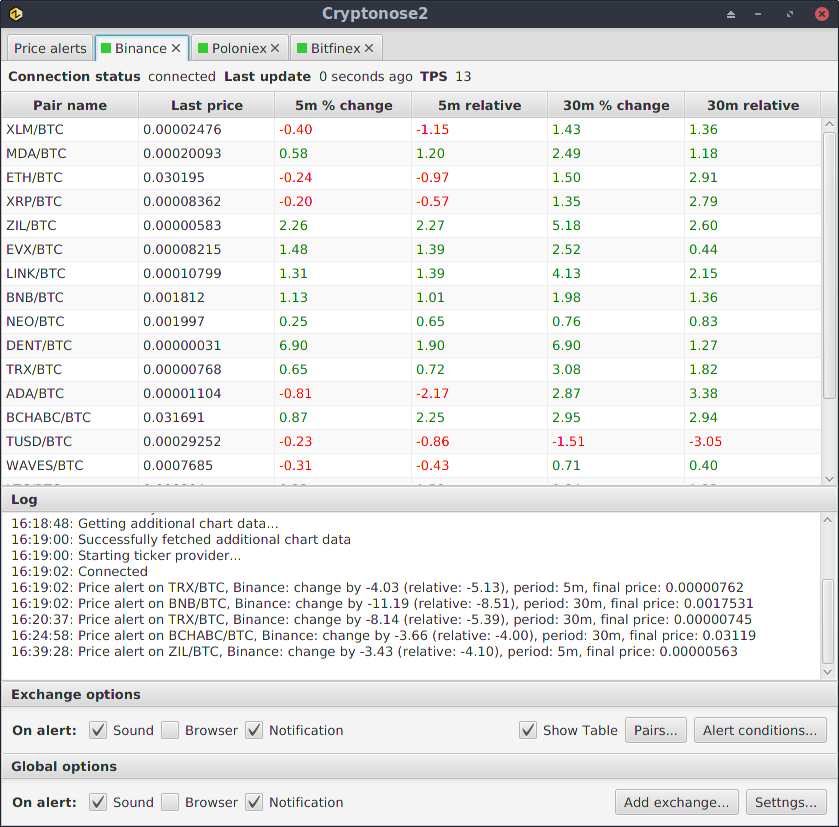 Cryptonose2
Price alerts Binance Poloniex Bitfinex
Connection status connected Last update 0 seconds ago TPS 13
Pair name Last price 5m % change 5m relative 30m % change 30m relative
XLM/BTC 0.00002476 -0.40 -1.15 1.43 1.36
MDA/BTC 0.00020093 0.58 1.20 2.49 1.18
ETH/BTC 0.030195 -0.24 -0.97 1.50 2.91
XRP/BTC 0.00008362 -0.20 -0.57 1.35 2.79
ZIL/BTC 0.00000583 2.26 2.27 5.18 2.60
EVX/BTC 0.00008215 1.48 1.39 2.52 0.44
LINK/BTC 0.00010799 1.31 1.39 4.13 2.15
BNB/BTC 0.001812 1.13 1.01 1.98 1.36
NEO/BTC 0.001997 0.25 0.65 0.76 0.83
DENT/BTC 0.00000031 6.90 1.90 6.90 1.27
TRX/BTC 0.00000768 0.65 0.72 3.08 1.82
ADA/BTC 0.00001104 -0.81 -2.17 2.87 3.38
BCHABC/BTC 0.031691 0.87 2.25 2.95 2.94
TUSD/BTC 0.00029252 -0.23 -0.86 -1.51 -3.05
WAVES/BTC 0.0007685 -0.31 -0.43 0.71 0.40
Log
16:18:48: Getting additional chart data...
16:19:00: Successfully fetched additional chart data
16:19:00: Starting ticker provider...
16:19:02: Connected
16:19:02: Price alert on TRX/BTC, Binance: change by -4.03 (relative: -5.13), period: 5m, final price: 0.00000762
16:19:02: Price alert on BNB/BTC, Binance: change by -11.19 (relative: -8.51), period: 30m, final price: 0.0017531
16:20:37: Price alert on TRX/BTC, Binance: change by -8.14 (relative: -5.39), period: 30m, final price: 0.00000745
16:24:58: Price alert on BCHABC/BTC, Binance: change by -3.66 (relative: -4.00), period: 30m, final price: 0.03119
16:39:28: Price alert on ZIL/BTC, Binance: change by -3.43 (relative: -4.10), period: 5m, final price: 0.00000563
Exchange options
On alert: Sound Browser Notification Show Table Pairs... Alert conditions...
Global options
On alert: Sound Browser Notification Add exchange... Settngs...